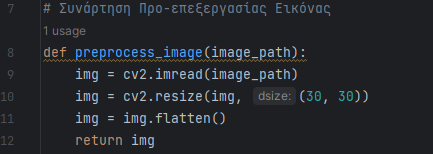 7 # Συνάρτηση Προ-επεξεργασίας Εικόνας
1 usage
8 def preprocess_image(image_path):
9 img = cv2.imread(image_path)
10 img = cv2.resize(img, dsize: (30, 30))
11 img = img.flatten()
12 return img